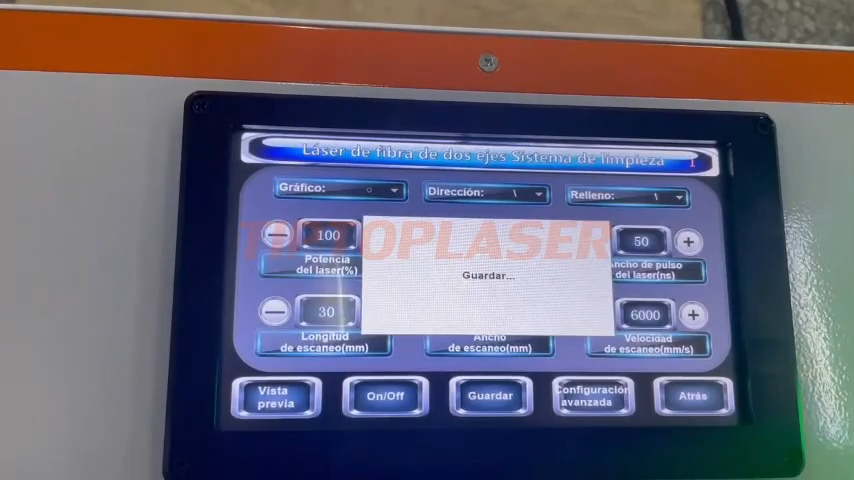 Láser de fibra de dos ejes Sistema de limpieza 1
Gráfico: ○
Dirección: \
Relleno: \
TIPTOPLASER
100
50
Potencia
del laser(%)
Ancho de pulso
del laser(ns)
Guardar...
30
6000
Longitud
de escaneo(mm)
Ancho
de escaneo(mm)
Velocidad
de escaneo(mm/s)
Vista
previa
On/Off
Guardar
Configuración
avanzada
Atrás